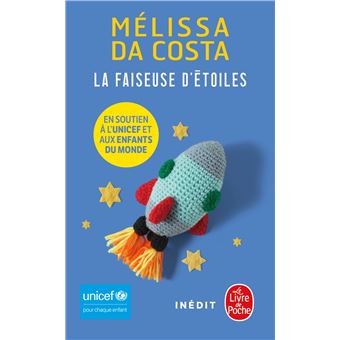 MÉLISSA
DA COSTA
LA FAISEUSE D'ÉTOILES
EN SOUTIEN
À L'UNICEF ET
AUX ENFANTS
DU MONDE
unicef
pour chaque enfant
INÉDIT
Le Livre
de Poche